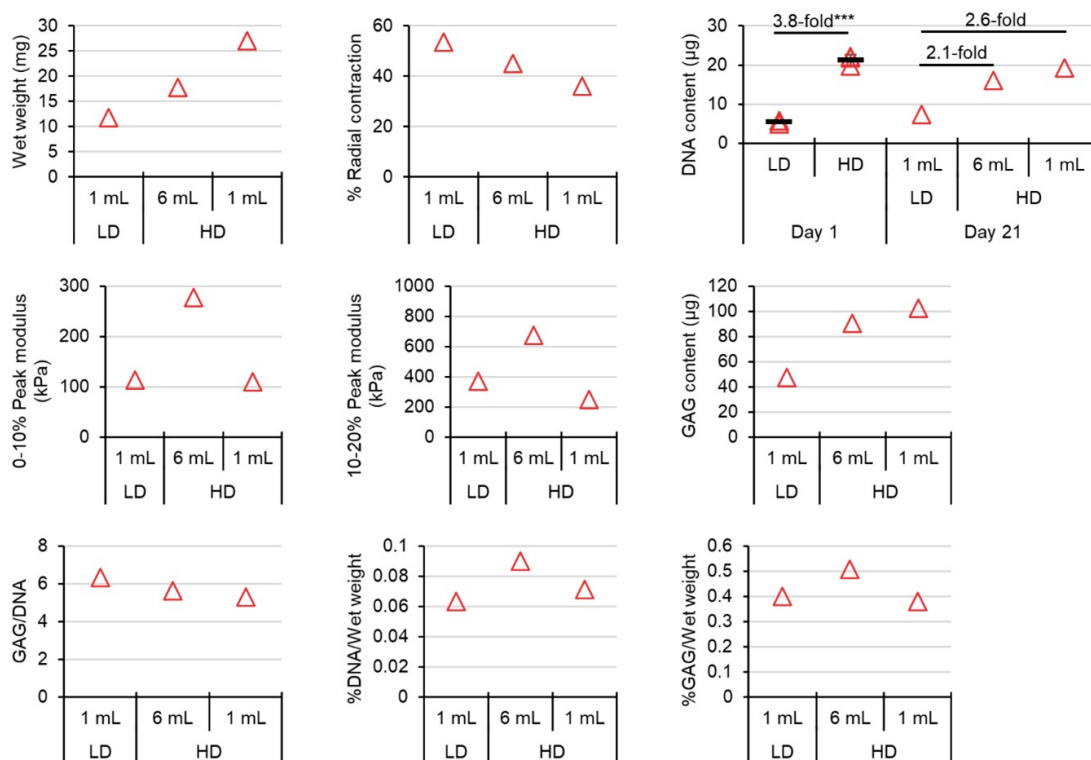 Wet weight (mg)
30
25
20
15
10
5
0
1 mL 6 mL 1 mL
LD HD
% Radial contraction
60
40
20
0
1 mL 6 mL 1 mL
LD HD
DNA content (µg)
3.8-fold*** 2.6-fold
2.1-fold
30
20
10
0
LD HD 1 mL 6 mL 1 mL
LD HD
Day 1 Day 21
0-10% Peak modulus
(kPa)
300
200
100
0
1 mL 6 mL 1 mL
LD HD
10-20% Peak modulus
(kPa)
1000
800
600
400
200
0
1 mL 6 mL 1 mL
LD HD
GAG content (µg)
120
100
80
60
40
20
0
1 mL 6 mL 1 mL
LD HD
GAG/DNA
8
6
4
2
0
1 mL 6 mL 1 mL
LD HD
%DNA/Wet weight
0.1
0.08
0.06
0.04
0.02
0
1 mL 6 mL 1 mL
LD HD
%GAG/Wet weight
0.6
0.5
0.4
0.3
0.2
0.1
0
1 mL 6 mL 1 mL
LD HD